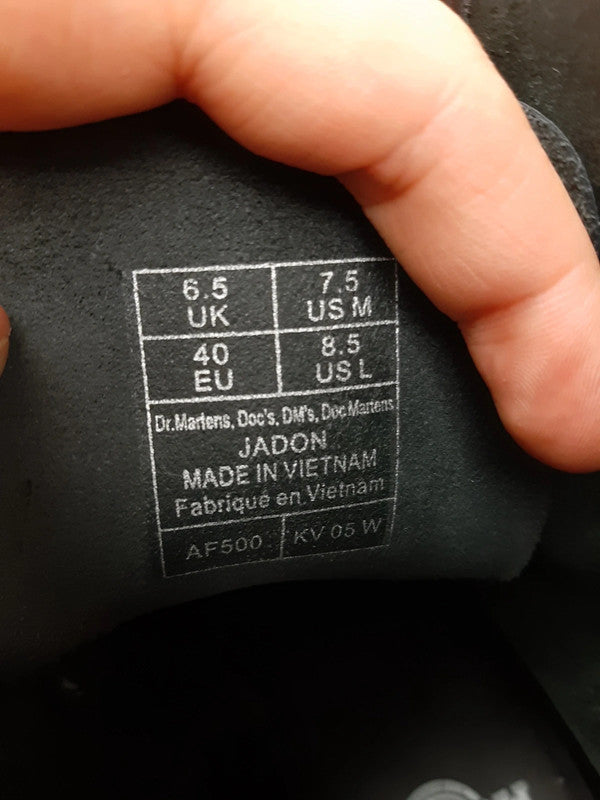 6.5 7.5
UK US M
40 8.5
EU US L
Dr.Martens, Doc's, DM's, Doc Martens
JADON
MADE IN VIETNAM
Fabriqué en Vietnam
AF500 KV 05 W